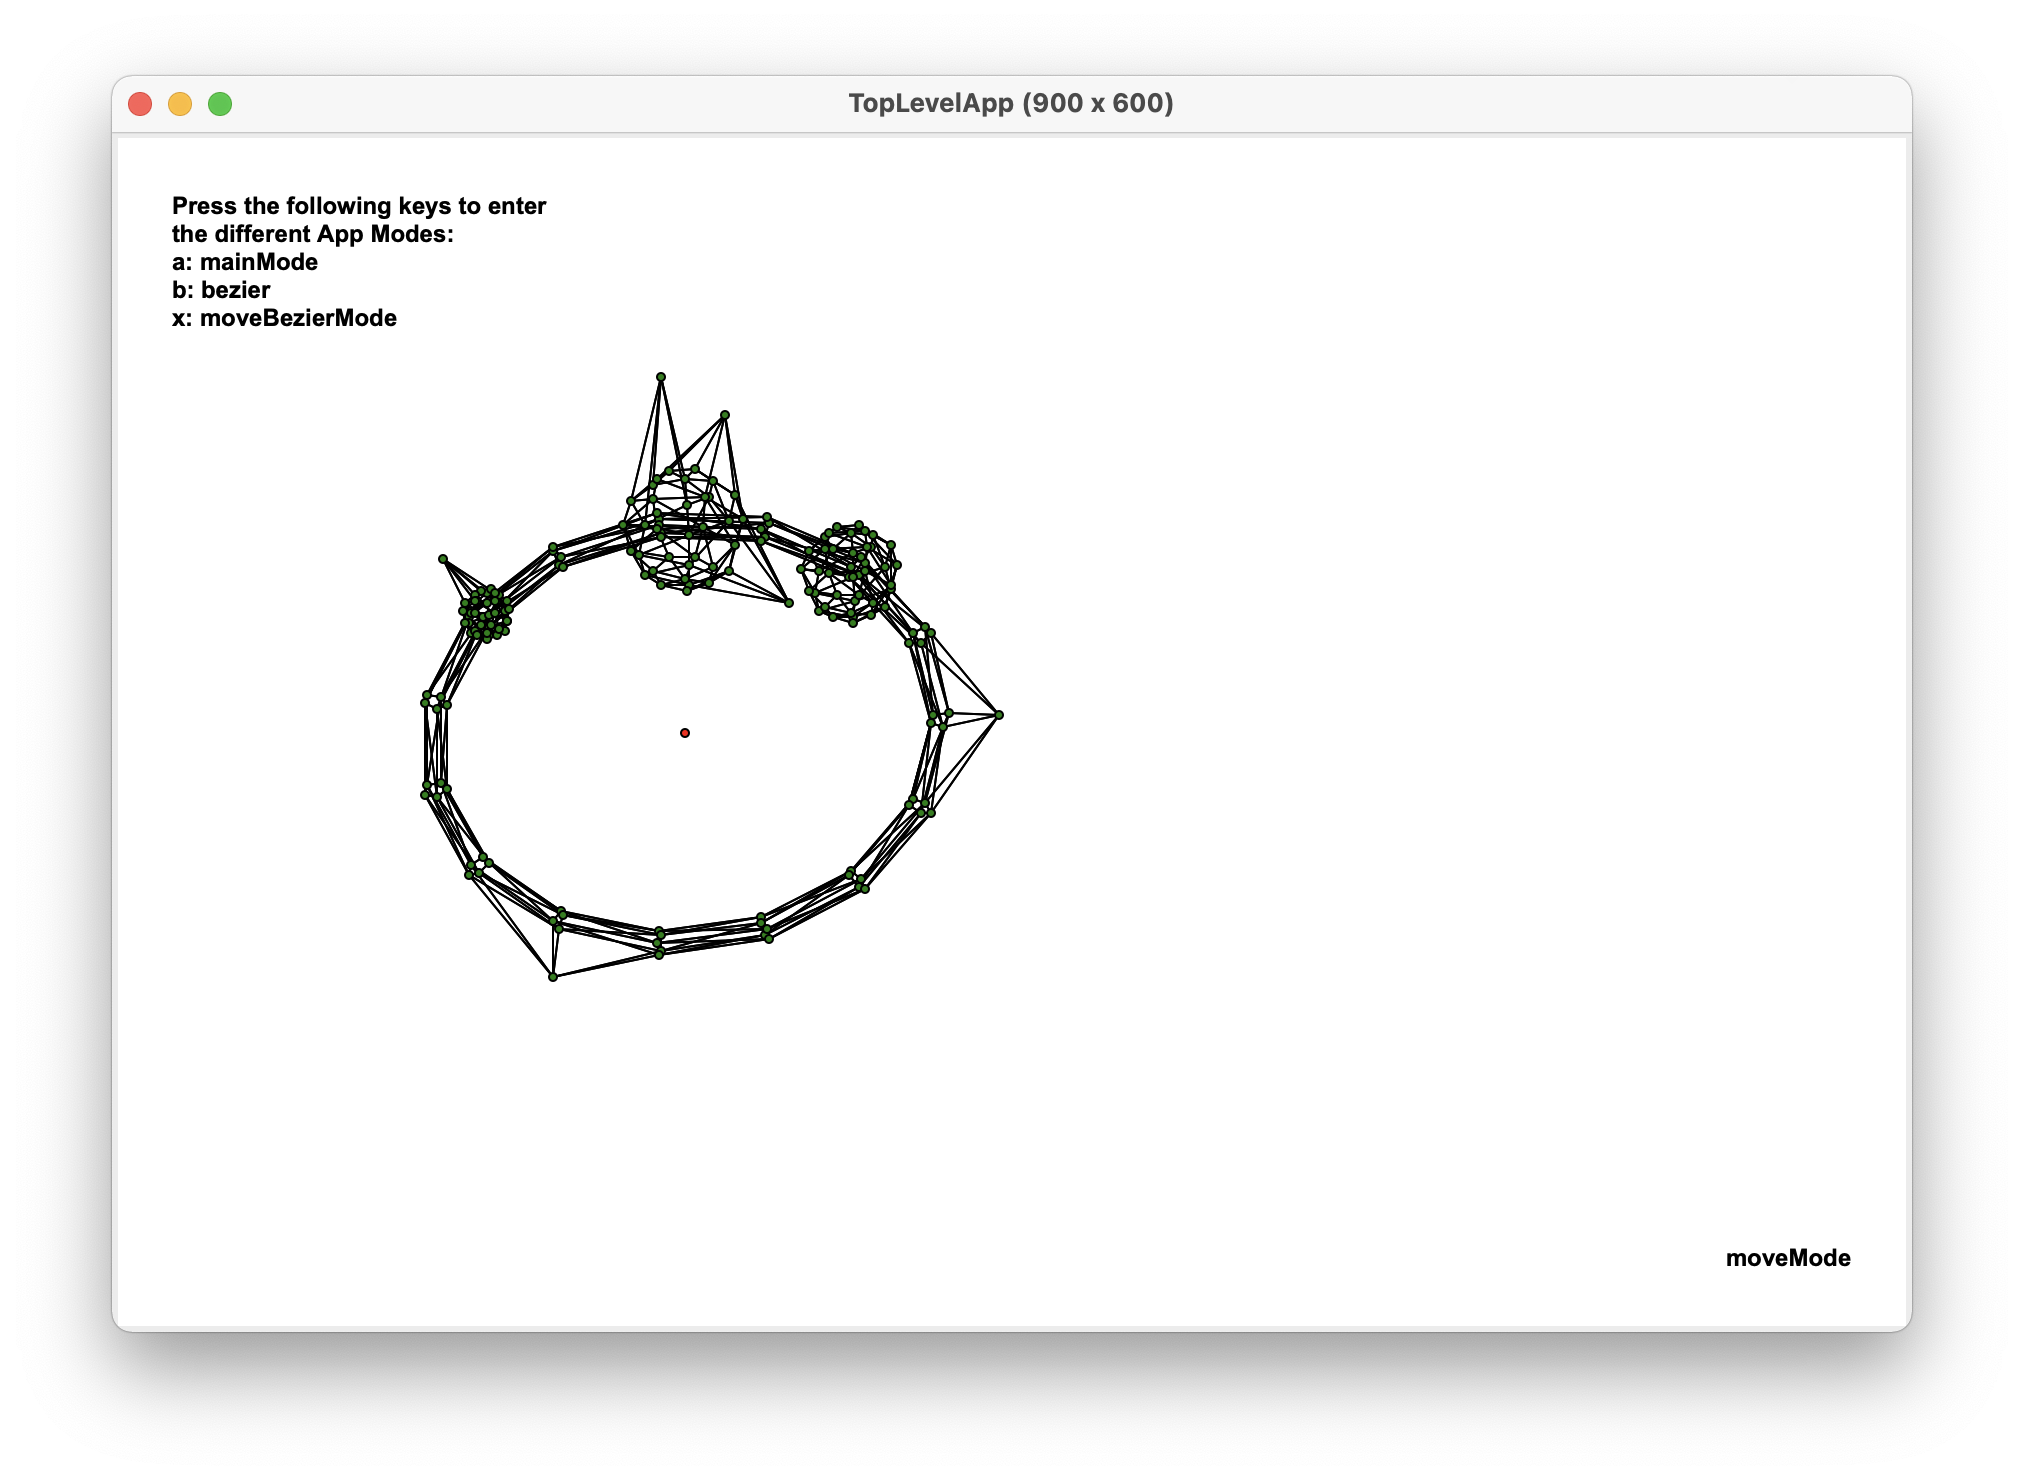 TopLevelApp (900 x 600)
Press the following keys to enter
the different App Modes:
a: mainMode
b: bezier
x: moveBezierMode
moveMode